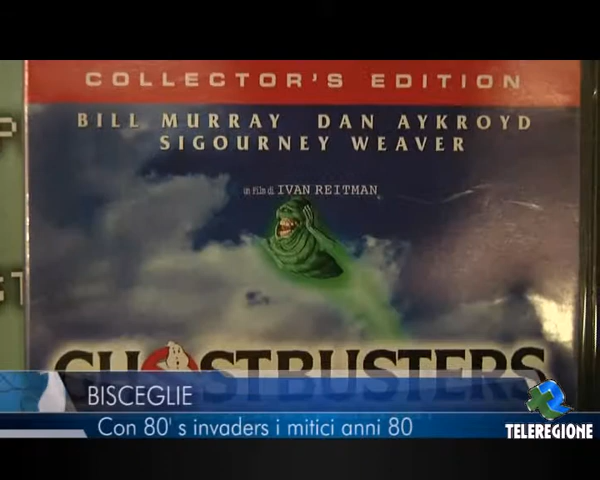 COLLECTOR'S EDITION
BILL MURRAY DAN AYKROYD
SIGOURNEY WEAVER
un film di IVAN REITMAN
GHOSTBUSTERS
BISCEGLIE
Con 80' s invaders i mitici anni 80
TELEREGIONE